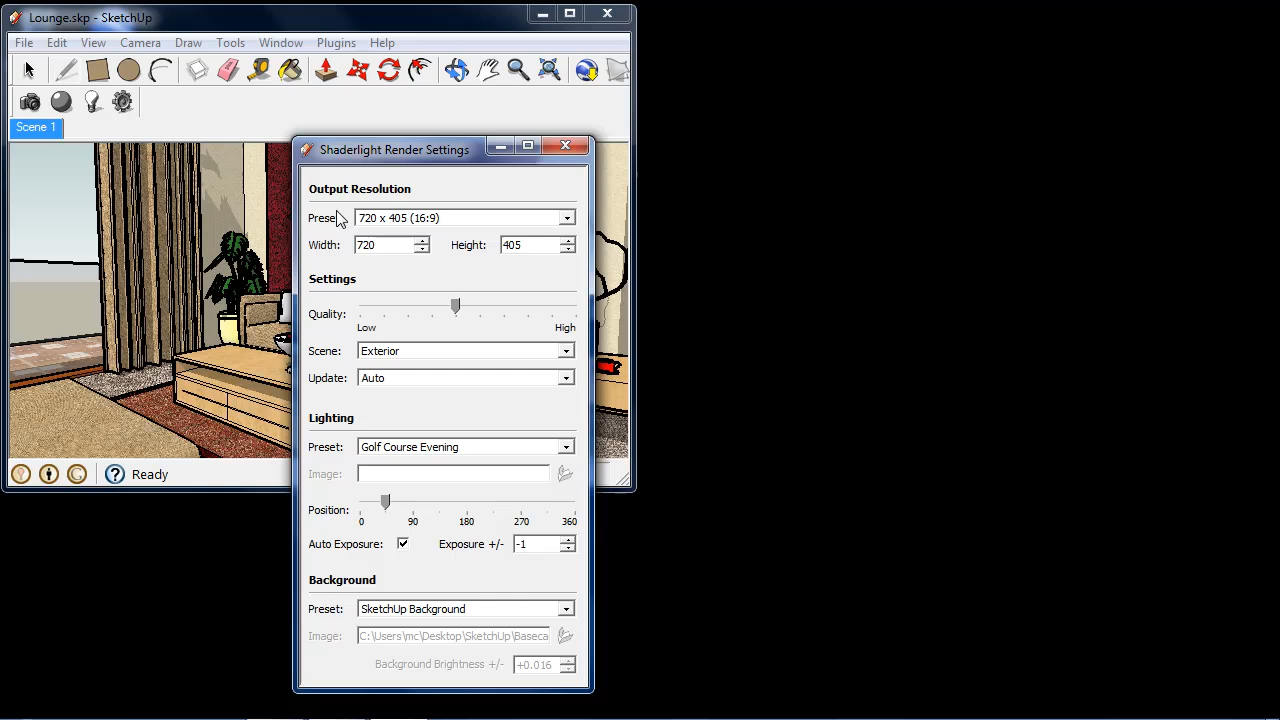 Lounge.skp - SketchUp
File Edit View Camera Draw Tools Window Plugins Help
Scene 1
Shaderlight Render Settings
Output Resolution
Preset: 720 x 405 (16:9)
Width: 720 Height: 405
Settings
Quality:
Low High
Scene: Exterior
Update: Auto
Lighting
Preset: Golf Course Evening
Image:
Position:
0 90 180 270 360
Auto Exposure: Exposure +/- -1
Background
Preset: SketchUp Background
Image: C:\Users\mc\Desktop\SketchUp\Baseca
Background Brightness +/- +0.016
Ready